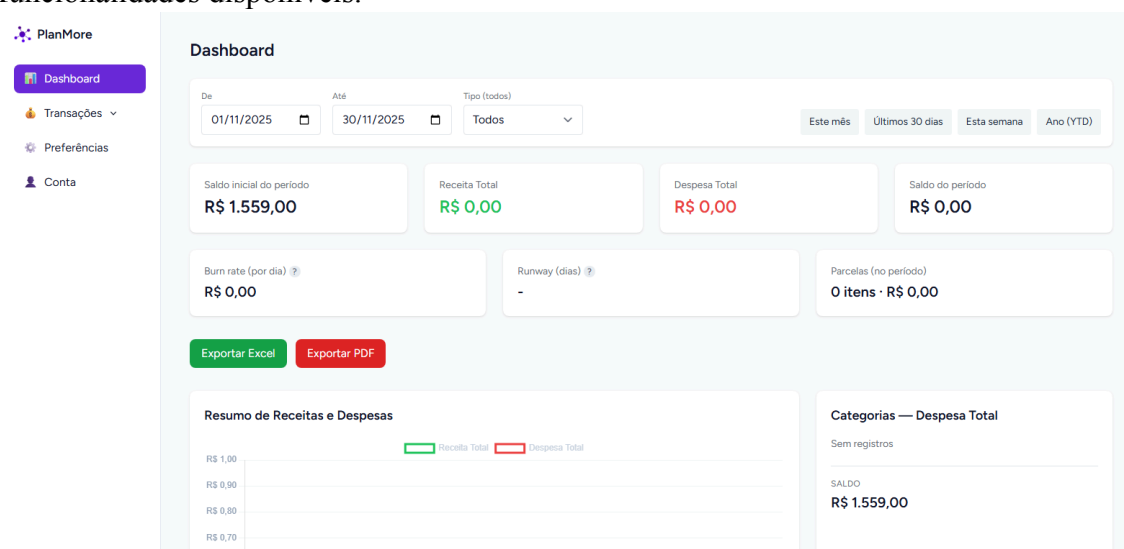 funcionalidades disponíveis.
PlanMore
Dashboard
Transações
Preferências
Conta
Dashboard
De
01/11/2025
Até
30/11/2025
Tipo (todos)
Todos
Este mês
Últimos 30 dias
Esta semana
Ano (YTD)
Saldo inicial do período
R$ 1.559,00
Receita Total
R$ 0,00
Despesa Total
R$ 0,00
Saldo do período
R$ 0,00
Burn rate (por dia) ?
R$ 0,00
Runway (dias) ?
-
Parcelas (no período)
0 itens · R$ 0,00
Exportar Excel
Exportar PDF
Resumo de Receitas e Despesas
Receita Total
Despesa Total
R$ 1,00
R$ 0,90
R$ 0,80
R$ 0,70
Categorias — Despesa Total
Sem registros
SALDO
R$ 1.559,00